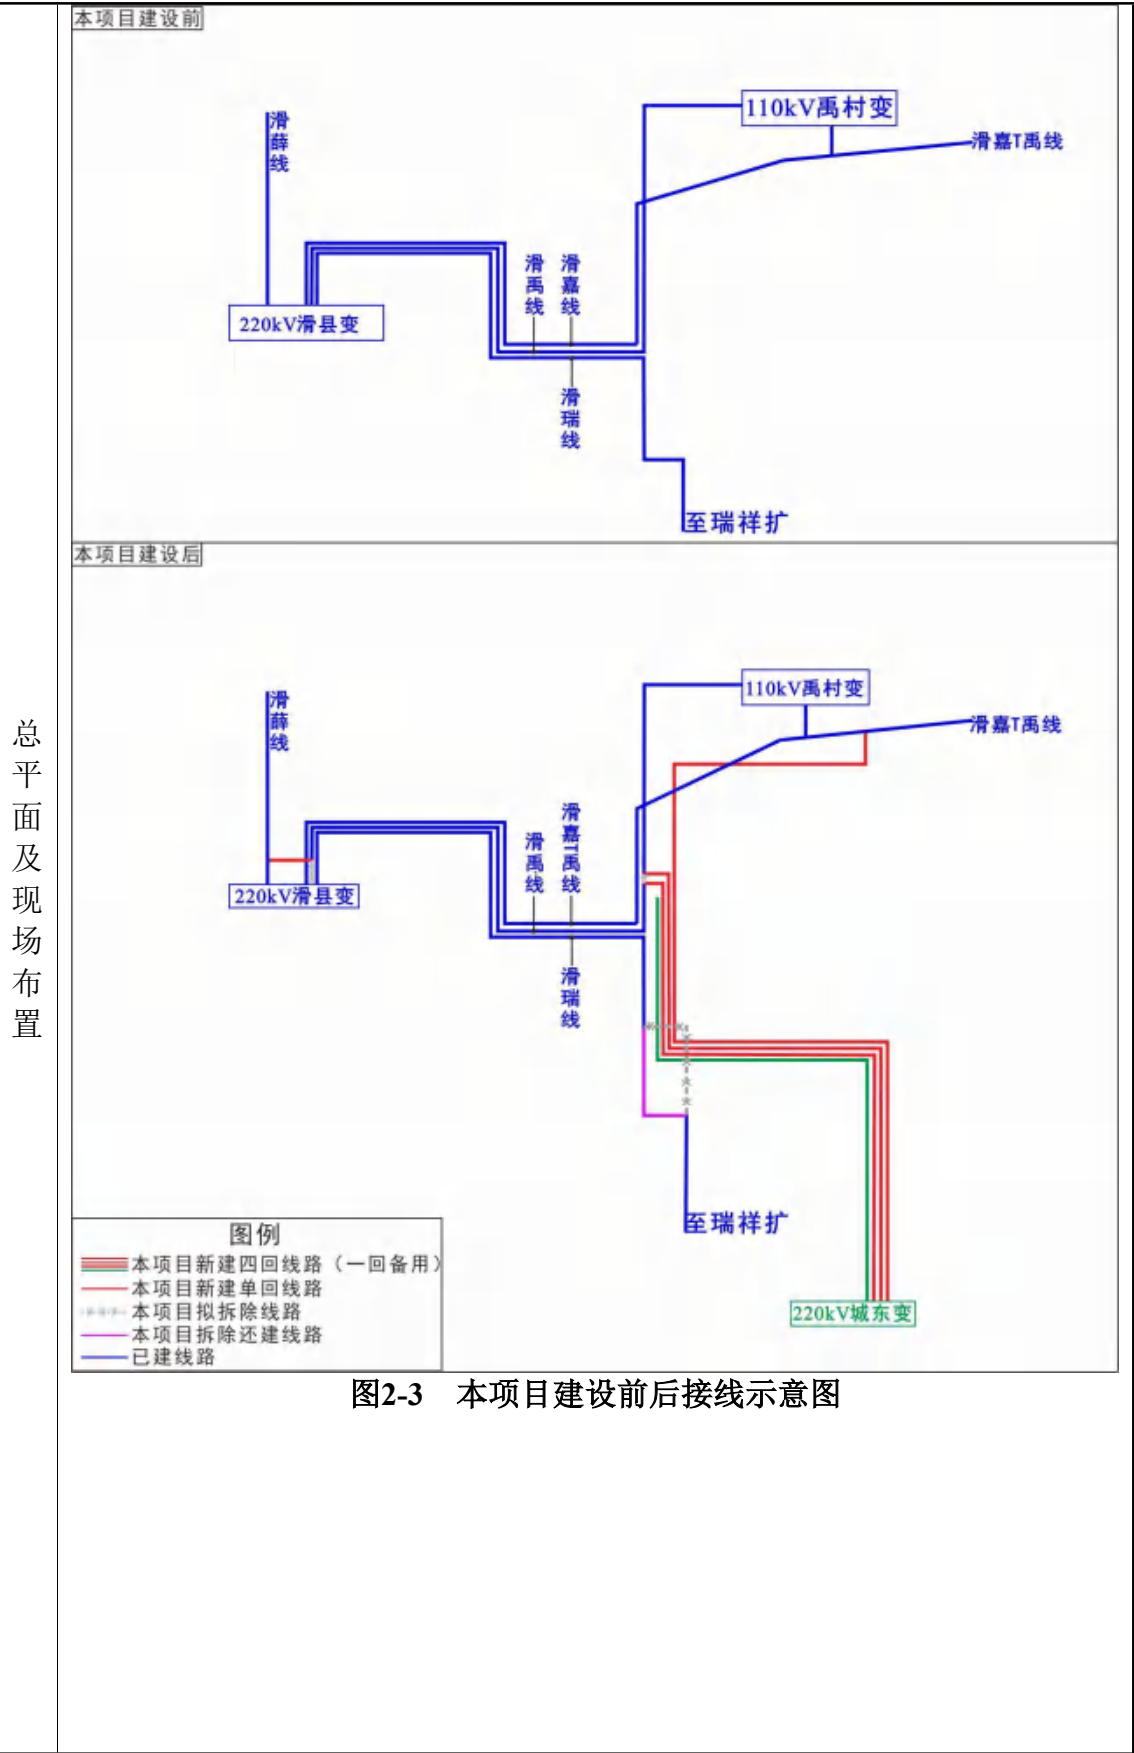 总平面及现场布置
本项目建设前
110kV禹村变
滑薛线
滑嘉T禹线
滑禹线
滑嘉线
220kV滑县变
滑瑞线
至瑞祥扩
本项目建设后
110kV禹村变
滑薛线
滑嘉T禹线
滑嘉T禹线
滑禹线
220kV滑县变
滑瑞线
至瑞祥扩
图例
本项目新建四回线路（一回备用）
本项目新建单回线路
本项目拟拆除线路
本项目拆除还建线路
已建线路
220kV城东变
图2-3 本项目建设前后接线示意图